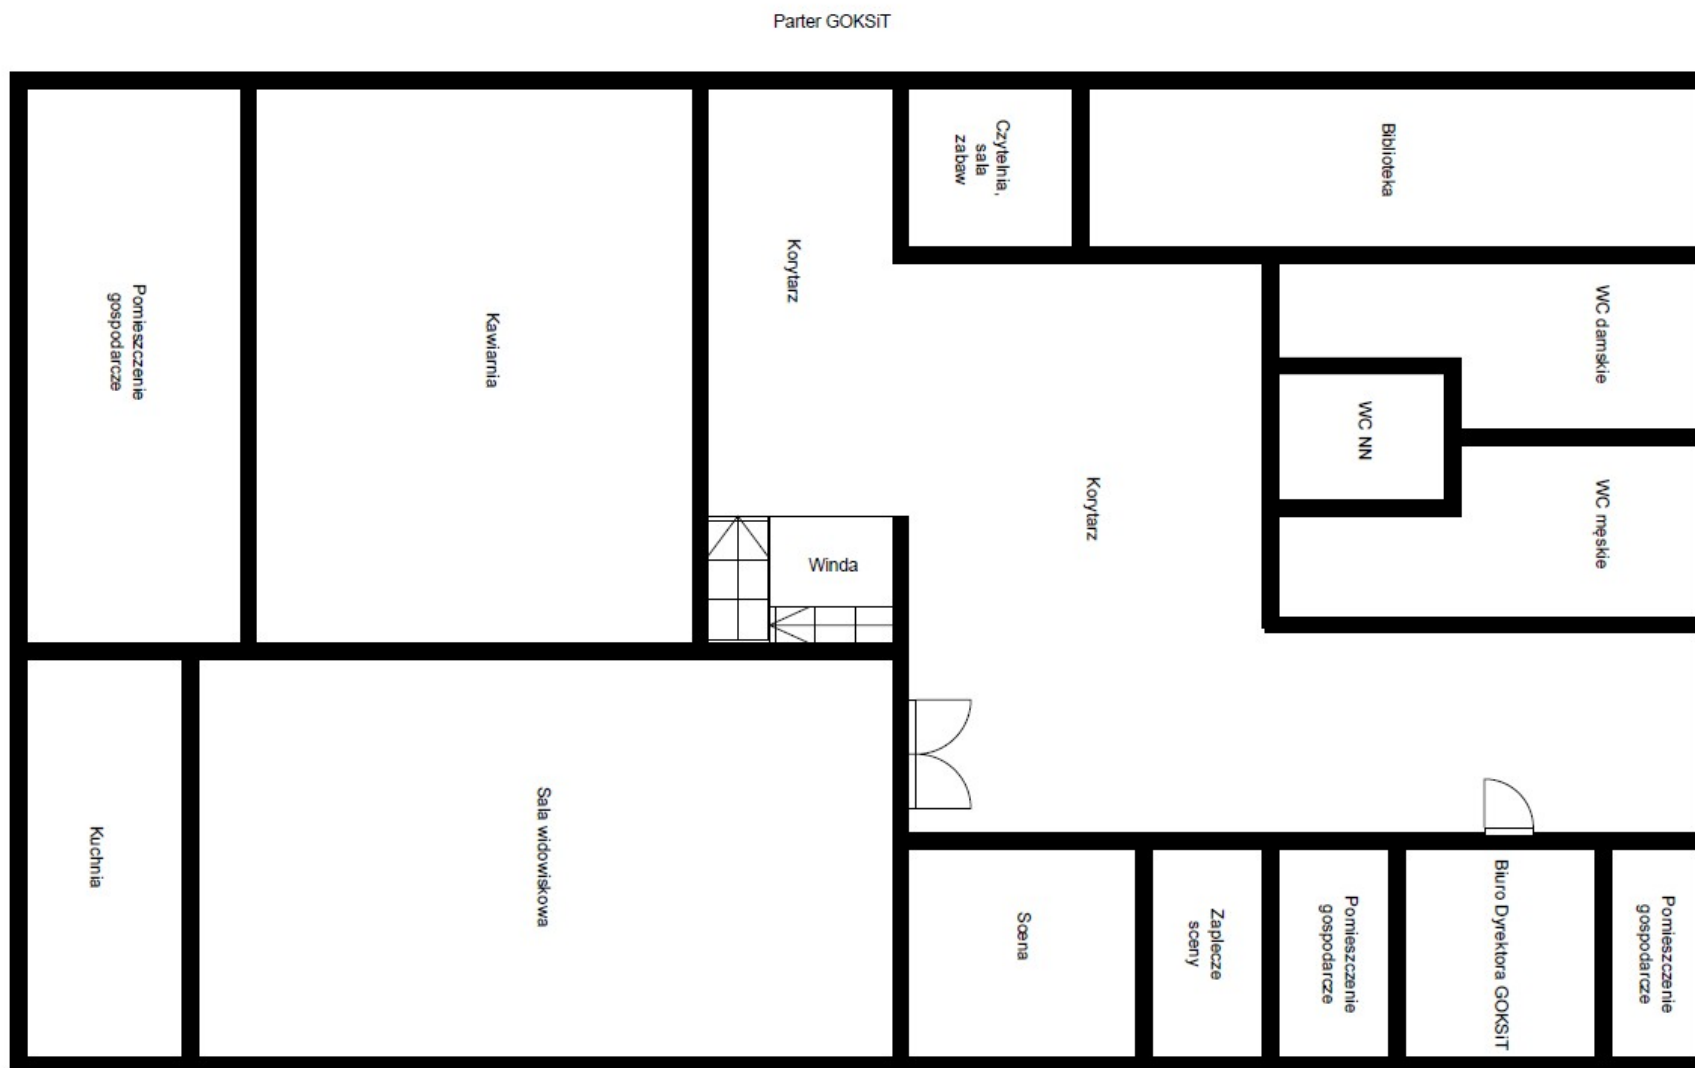 Parter GOKSiT
Czytelnia,
sala
zabaw
Biblioteka
Korytarz
Pomieszczenie
gospodarcze
Kawiarnia
WC damskie
WC NN
Korytarz
WC męskie
Winda
Kuchnia
Sala widowiskowa
Scena
Zaplecze
sceny
Pomieszczenie
gospodarcze
Biuro Dyrektora GOKSiT
Pomieszczenie
gospodarcze